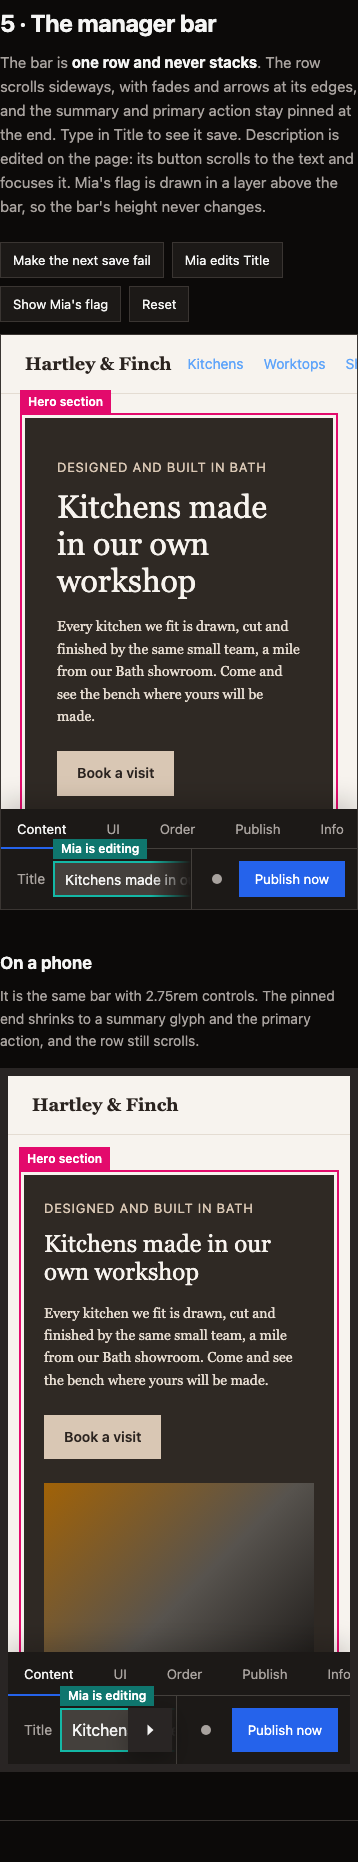 5 · The manager bar
The bar is one row and never stacks. The row
scrolls sideways, with fades and arrows at its edges,
and the summary and primary action stay pinned at
the end. Type in Title to see it save. Description is
edited on the page: its button scrolls to the text and
focuses it. Mia's flag is drawn in a layer above the
bar, so the bar's height never changes.
Make the next save fail
Mia edits Title
Show Mia's flag
Reset
Hartley & Finch
Kitchens
Worktops
Hero section
DESIGNED AND BUILT IN BATH
Kitchens made
in our own
workshop
Every kitchen we fit is drawn, cut and
finished by the same small team, a mile
from our Bath showroom. Come and
see the bench where yours will be
made.
Book a visit
Content
UI
Order
Publish
Info
Mia is editing
Title
Kitchens made in o
Publish now
On a phone
It is the same bar with 2.75rem controls. The pinned
end shrinks to a summary glyph and the primary
action, and the row still scrolls.
Hartley & Finch
Hero section
DESIGNED AND BUILT IN BATH
Kitchens made in our
own workshop
Every kitchen we fit is drawn, cut and
finished by the same small team, a mile
from our Bath showroom. Come and see
the bench where yours will be made.
Book a visit
Content
UI
Order
Publish
Info
Mia is editing
Title
Kitchen
Publish now